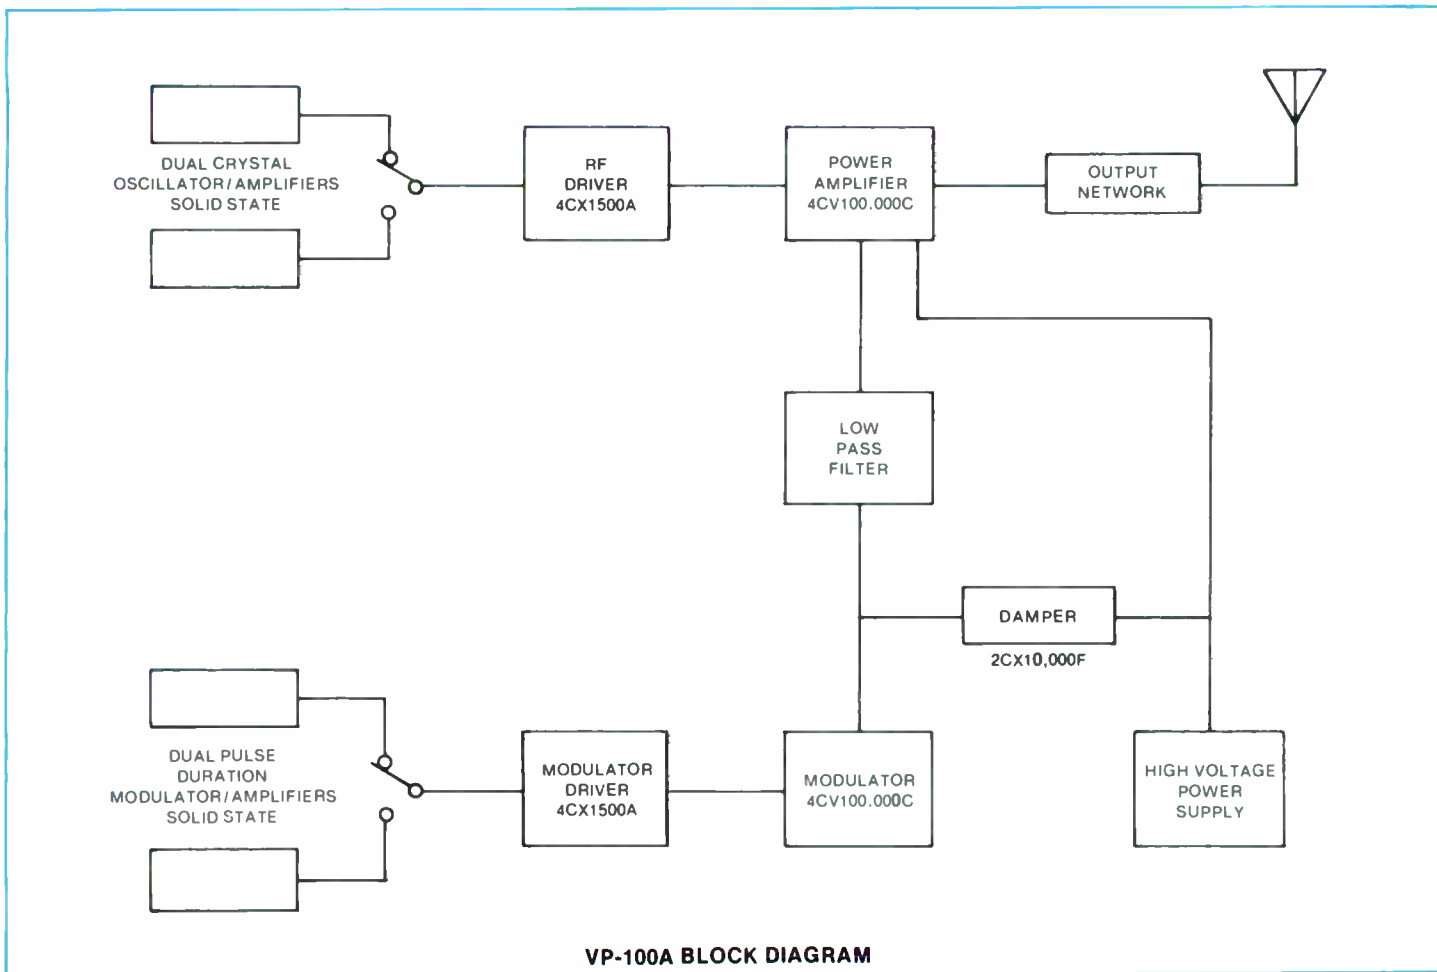 DUAL CRYSTAL
OSCILLATOR/AMPLIFIERS
SOLID STATE
RF
DRIVER
4CX1500A
POWER
AMPLIFIER
4CV100.000C
OUTPUT
NETWORK
LOW
PASS
FILTER
DAMPER
2CX10,000F
DUAL PULSE
DURATION
MODULATOR/AMPLIFIERS
SOLID STATE
MODULATOR
DRIVER
4CX1500A
MODULATOR
4CV100.000C
HIGH VOLTAGE
POWER
SUPPLY
VP-100A BLOCK DIAGRAM